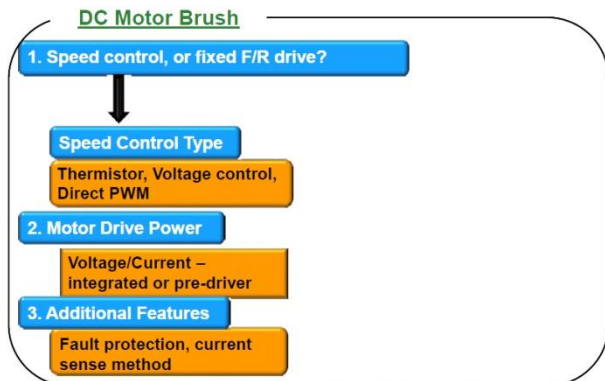 DC Motor Brush
1. Speed control, or fixed F/R drive?
Speed Control Type
Thermistor, Voltage control,
Direct PWM
2. Motor Drive Power
Voltage/Current –
integrated or pre-driver
3. Additional Features
Fault protection, current
sense method